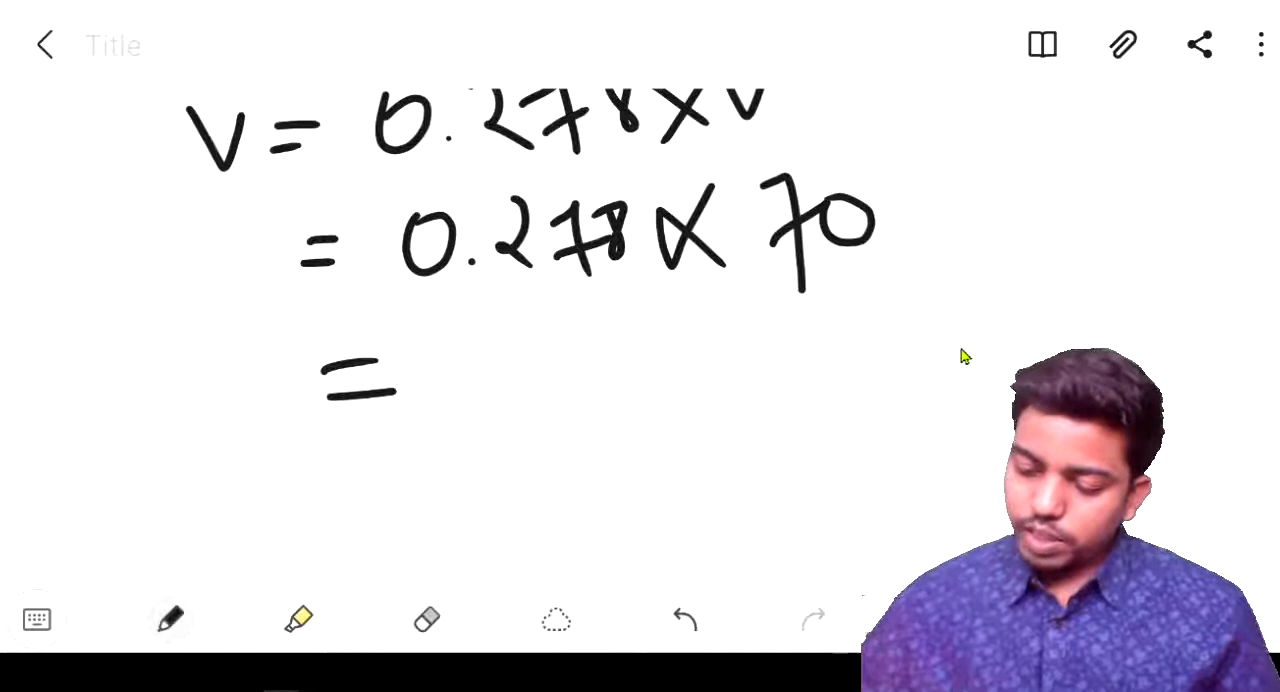 Title
V = 0.278 X V
= 0.278 X 70
=